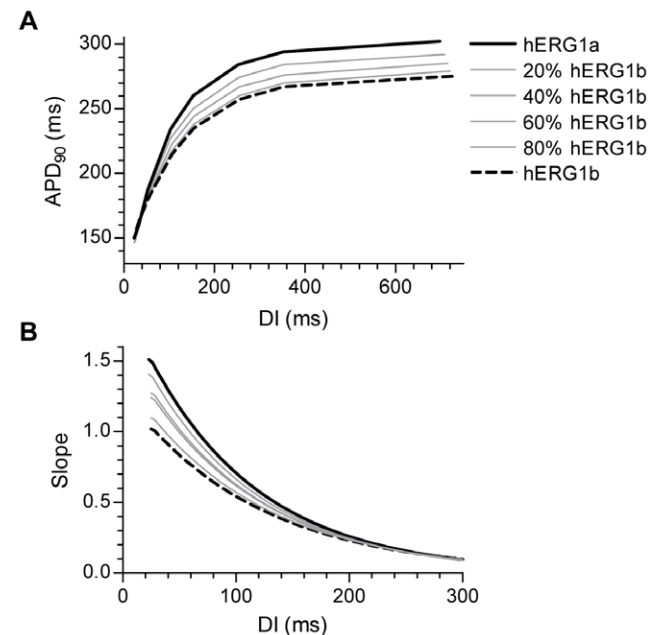 A
300
250
200
150
APD90 (ms)
0 200 400 600
DI (ms)
hERG1a
20% hERG1b
40% hERG1b
60% hERG1b
80% hERG1b
hERG1b
B
1.5
1.0
0.5
0.0
Slope
0 100 200 300
DI (ms)